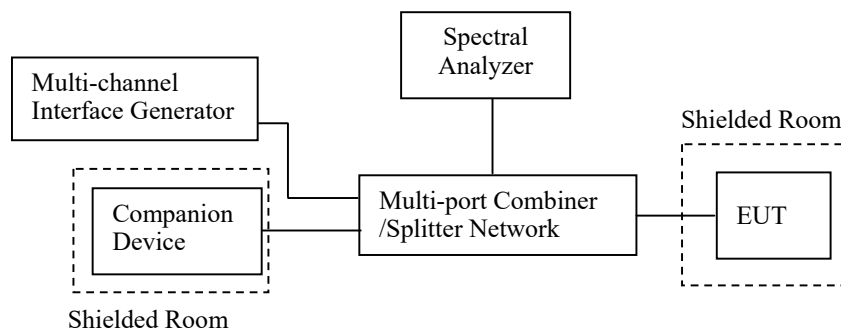 Spectral
Analyzer
Multi-channel
Interface Generator
Shielded Room
Companion
Device
Multi-port Combiner
/Splitter Network
EUT
Shielded Room